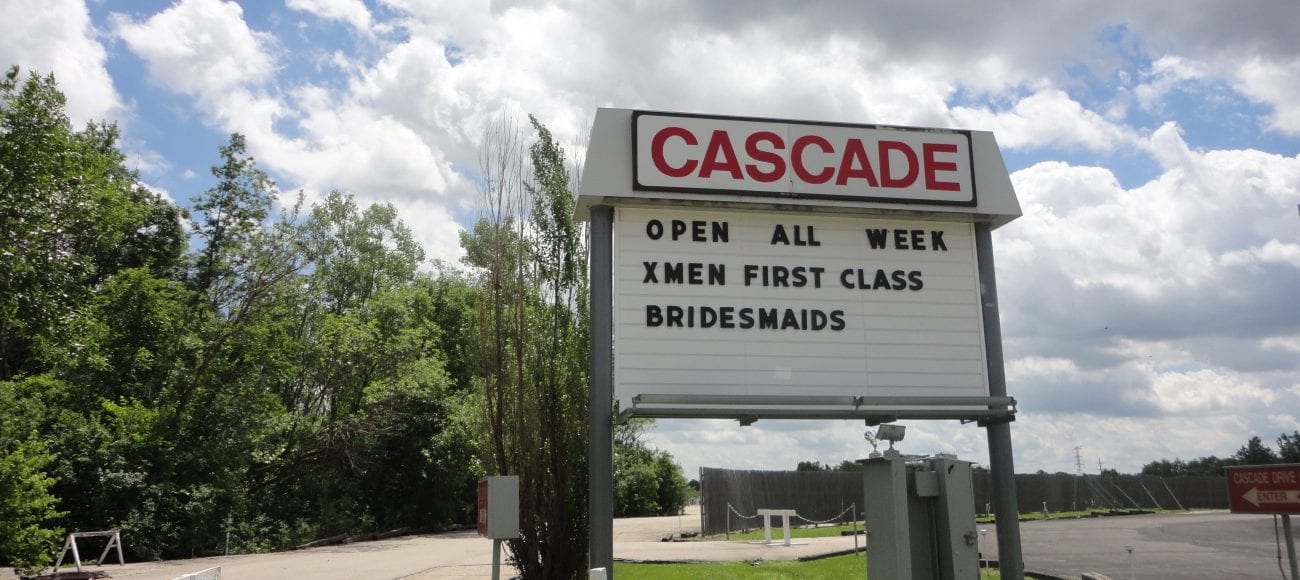 CASCADE
OPEN ALL WEEK
XMEN FIRST CLASS
BRIDESMAIDS
CASCADE DRIVE
ENTER